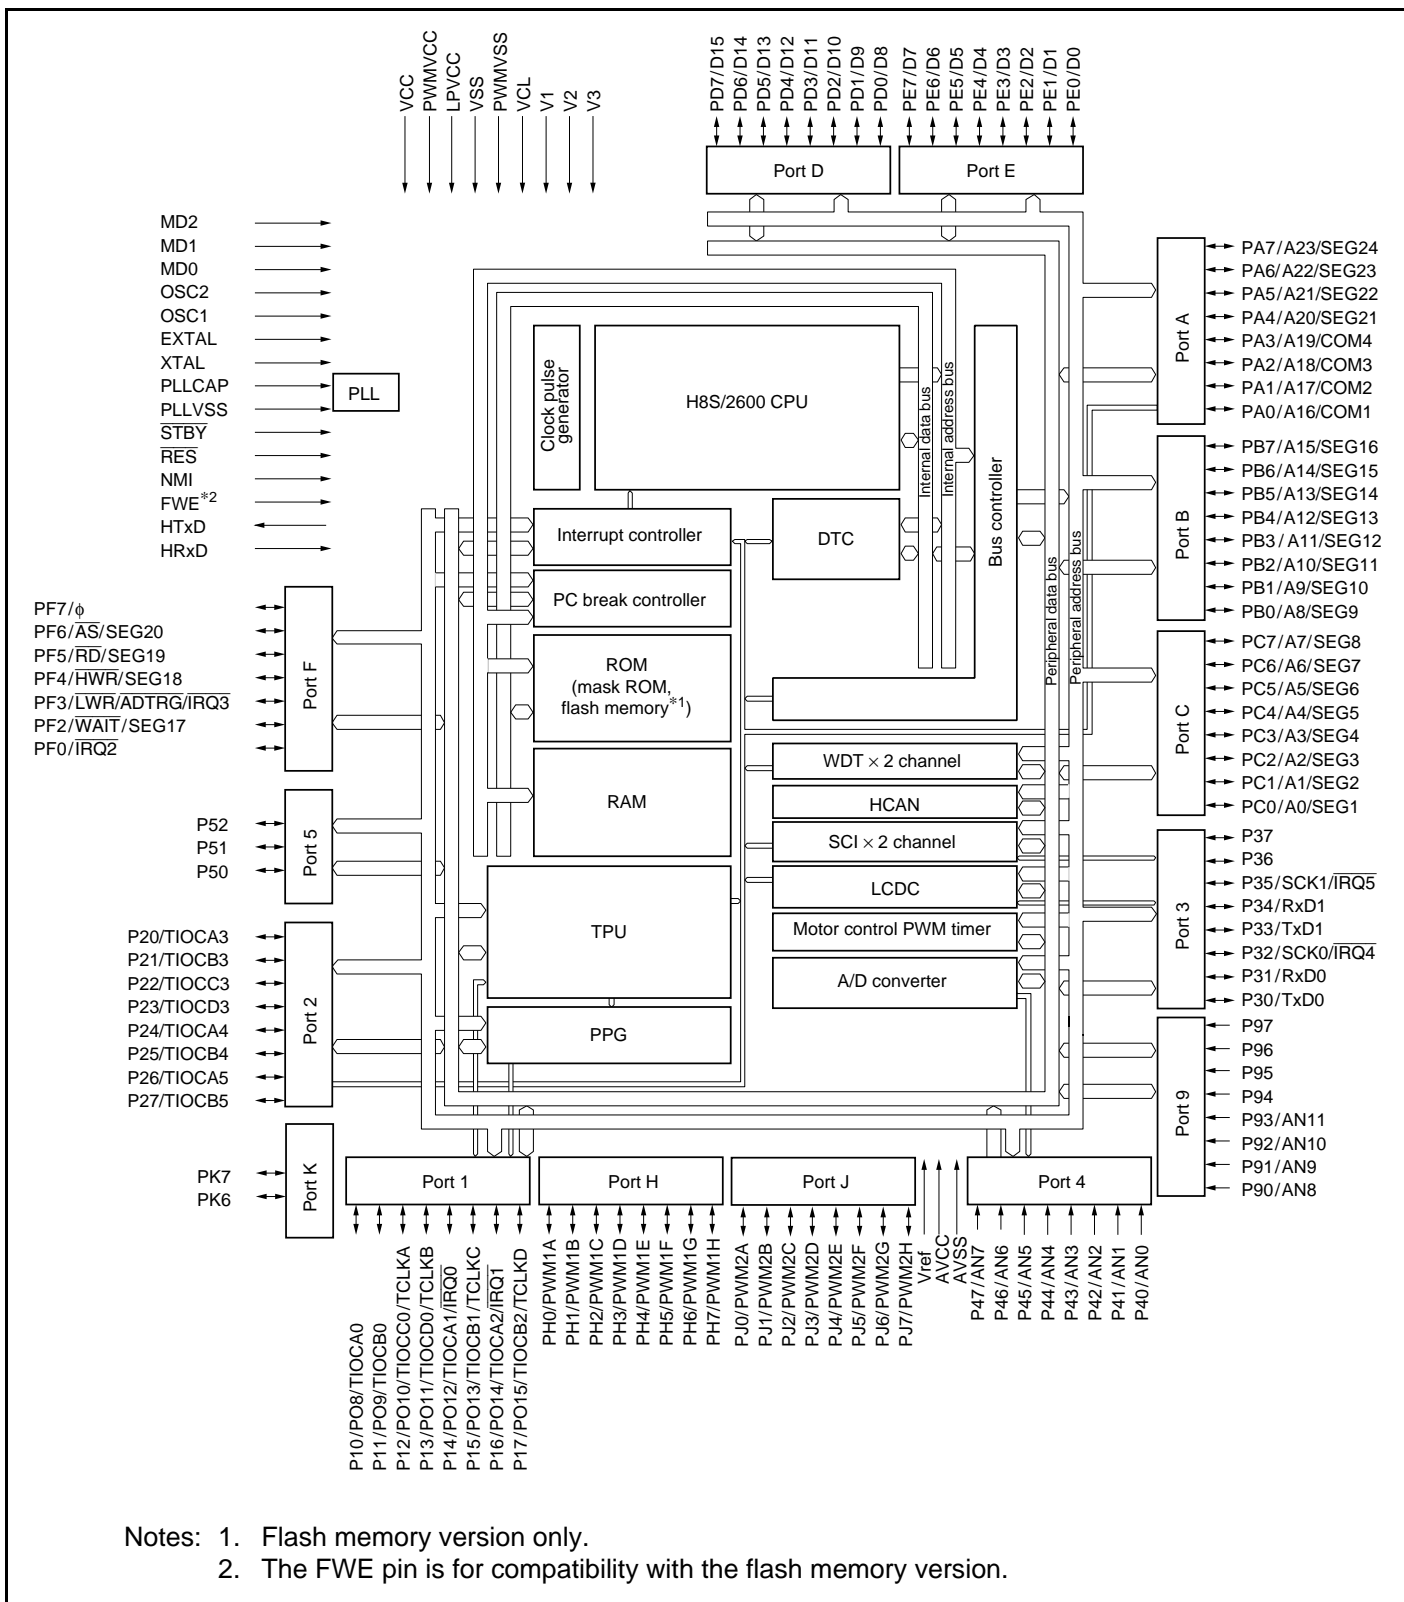 VCC
PWMVCC
LPVCC
VSS
PWMVSS
VCL
V1
V2
V3
PD7/D15
PD6/D14
PD5/D13
PD4/D12
PD3/D11
PD2/D10
PD1/D9
PD0/D8
PE7/D7
PE6/D6
PE5/D5
PE4/D4
PE3/D3
PE2/D2
PE1/D1
PE0/D0
Port D
Port E
MD2
MD1
MD0
OSC2
OSC1
EXTAL
XTAL
PLLCAP
PLLVSS
STBY
RES
NMI
FWE*2
HTxD
HRxD
PLL
Clock pulse
generator
H8S/2600 CPU
Internal data bus
Internal address bus
Bus controller
Interrupt controller
DTC
PC break controller
ROM
(mask ROM,
flash memory*1)
RAM
TPU
PPG
WDT × 2 channel
HCAN
SCI × 2 channel
LCDC
Motor control PWM timer
A/D converter
Peripheral data bus
Peripheral address bus
Port A
PA7/A23/SEG24
PA6/A22/SEG23
PA5/A21/SEG22
PA4/A20/SEG21
PA3/A19/COM4
PA2/A18/COM3
PA1/A17/COM2
PA0/A16/COM1
Port B
PB7/A15/SEG16
PB6/A14/SEG15
PB5/A13/SEG14
PB4/A12/SEG13
PB3/A11/SEG12
PB2/A10/SEG11
PB1/A9/SEG10
PB0/A8/SEG9
Port C
PC7/A7/SEG8
PC6/A6/SEG7
PC5/A5/SEG6
PC4/A4/SEG5
PC3/A3/SEG4
PC2/A2/SEG3
PC1/A1/SEG2
PC0/A0/SEG1
Port 3
P37
P36
P35/SCK1/IRQ5
P34/RxD1
P33/TxD1
P32/SCK0/IRQ4
P31/RxD0
P30/TxD0
Port 9
P97
P96
P95
P94
P93/AN11
P92/AN10
P91/AN9
P90/AN8
PF7/ϕ
PF6/AS/SEG20
PF5/RD/SEG19
PF4/HWR/SEG18
PF3/LWR/ADTRG/IRQ3
PF2/WAIT/SEG17
PF0/IRQ2
Port F
P52
P51
P50
Port 5
P20/TIOCA3
P21/TIOCB3
P22/TIOCC3
P23/TIOCD3
P24/TIOCA4
P25/TIOCB4
P26/TIOCA5
P27/TIOCB5
Port 2
PK7
PK6
Port K
Port 1
Port H
Port J
Port 4
P10/PO8/TIOCA0
P11/PO9/TIOCB0
P12/PO10/TIOCC0/TCLKA
P13/PO11/TIOCD0/TCLKB
P14/PO12/TIOCA1/IRQ0
P15/PO13/TIOCB1/TCLKC
P16/PO14/TIOCA2/IRQ1
P17/PO15/TIOCB2/TCLKD
PH0/PWM1A
PH1/PWM1B
PH2/PWM1C
PH3/PWM1D
PH4/PWM1E
PH5/PWM1F
PH6/PWM1G
PH7/PWM1H
PJ0/PWM2A
PJ1/PWM2B
PJ2/PWM2C
PJ3/PWM2D
PJ4/PWM2E
PJ5/PWM2F
PJ6/PWM2G
PJ7/PWM2H
Vref
AVCC
AVSS
P47/AN7
P46/AN6
P45/AN5
P44/AN4
P43/AN3
P42/AN2
P41/AN1
P40/AN0
Notes: 1. Flash memory version only.
2. The FWE pin is for compatibility with the flash memory version.